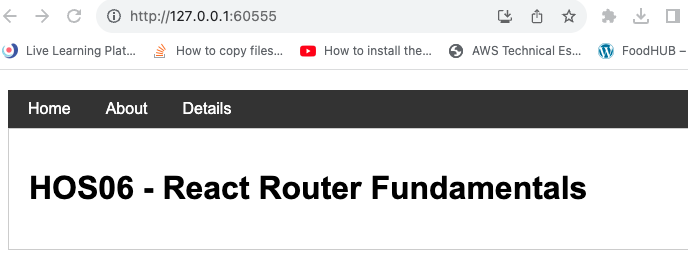 http://127.0.0.1:60555
Live Learning Plat... How to copy files... How to install the... AWS Technical Es... FoodHUB –
Home About Details
HOS06 - React Router Fundamentals